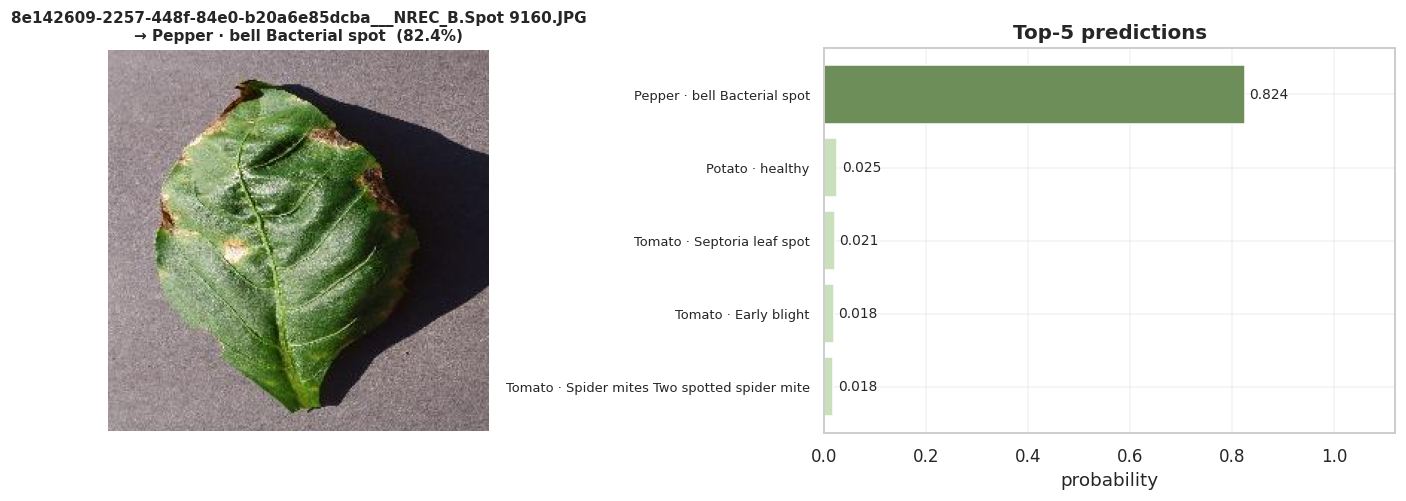 8e142609-2257-448f-84e0-b20a6e85dcba___NREC_B.Spot 9160.JPG
→ Pepper · bell Bacterial spot (82.4%)
Top-5 predictions
Pepper · bell Bacterial spot
0.824
Potato · healthy
0.025
Tomato · Septoria leaf spot
0.021
Tomato · Early blight
0.018
Tomato · Spider mites Two spotted spider mite
0.018
0.0 0.2 0.4 0.6 0.8 1.0
probability